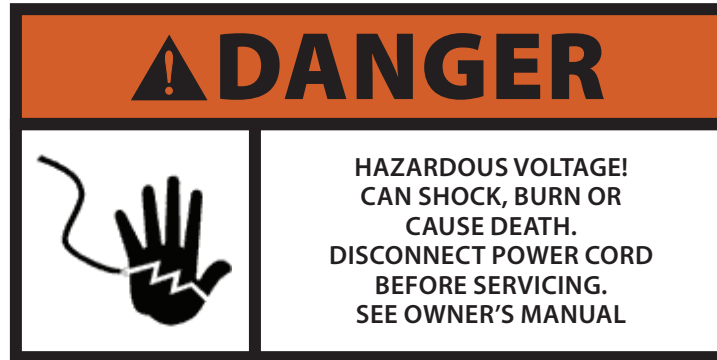 DANGER
HAZARDOUS VOLTAGE!
CAN SHOCK, BURN OR
CAUSE DEATH.
DISCONNECT POWER CORD
BEFORE SERVICING.
SEE OWNER'S MANUAL